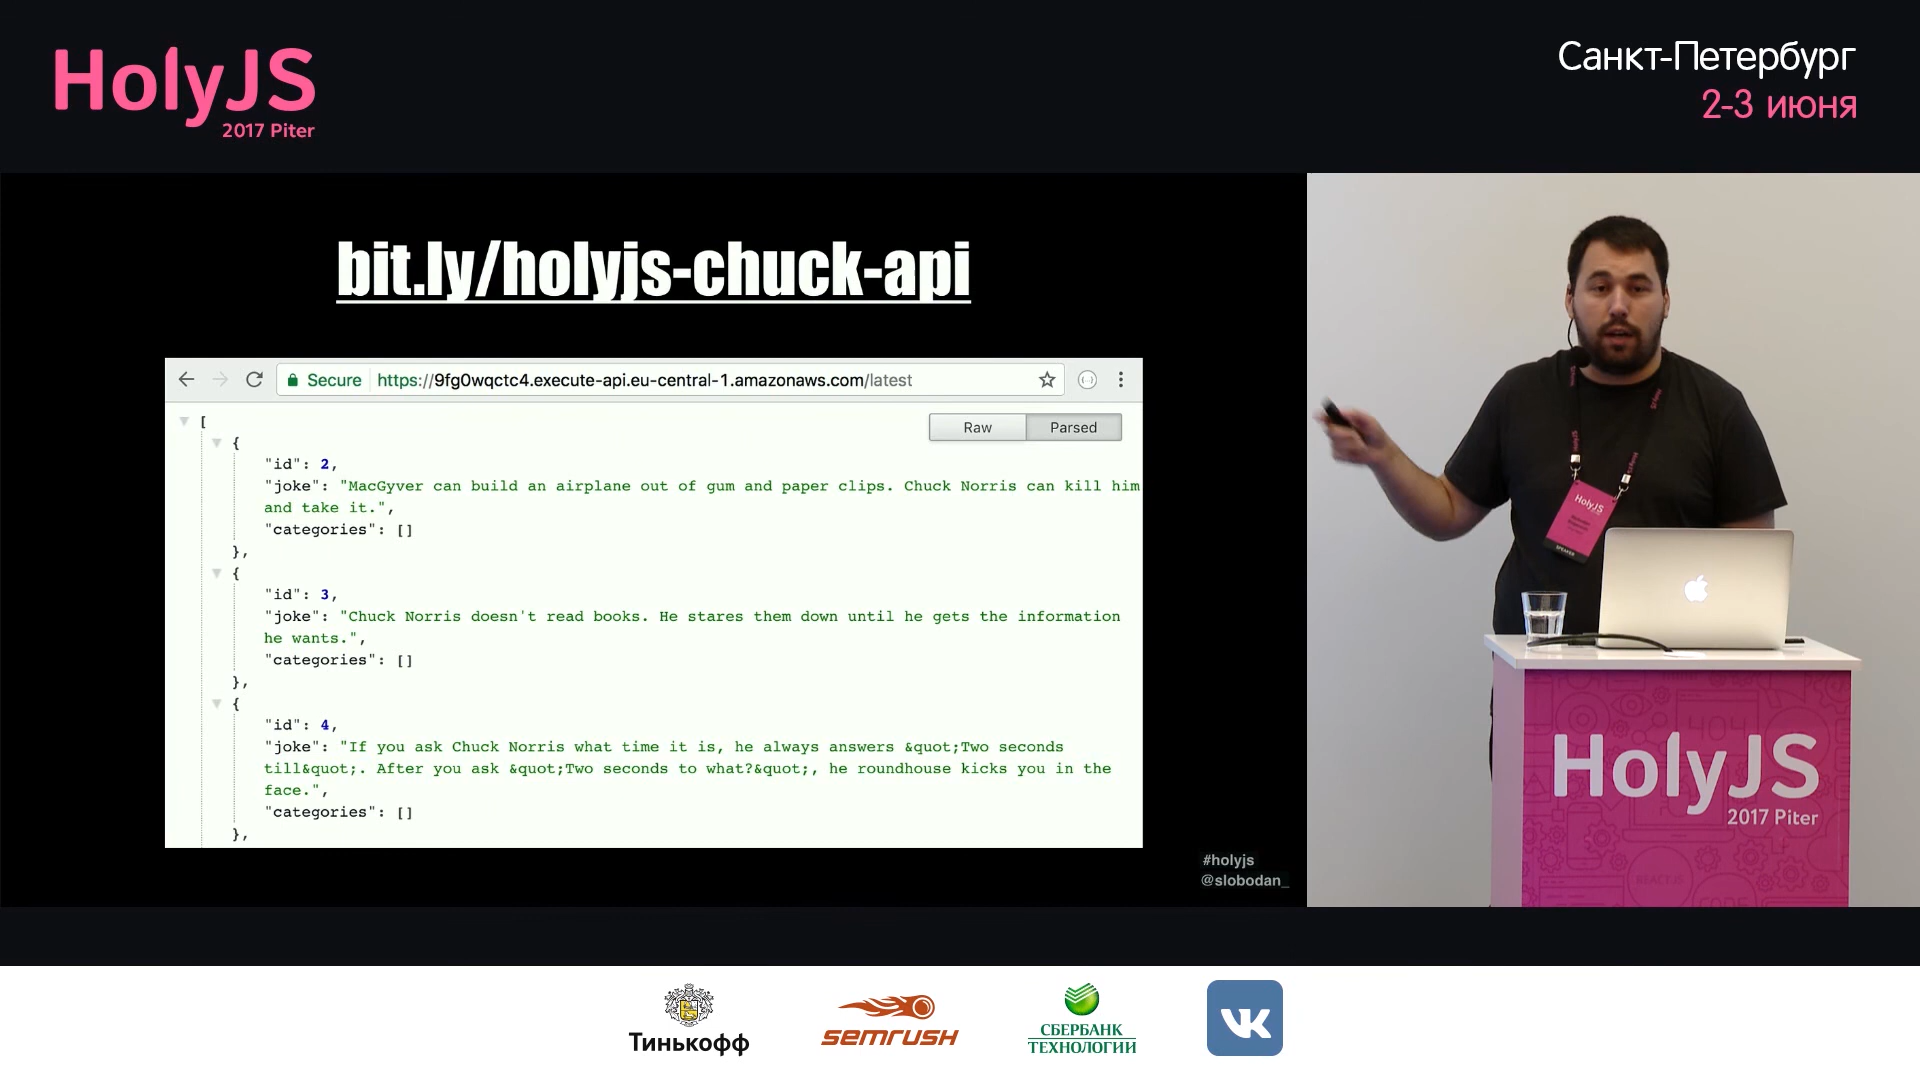 HolyJS
2017 Piter
Санкт-Петербург
2-3 июня
bit.ly/holyjs-chuck-api
Secure https://9fg0wqctc4.execute-api.eu-central-1.amazonaws.com/latest
Raw Parsed
[
{
"id": 2,
"joke": "MacGyver can build an airplane out of gum and paper clips. Chuck Norris can kill him
and take it.",
"categories": []
},
{
"id": 3,
"joke": "Chuck Norris doesn't read books. He stares them down until he gets the information
he wants.",
"categories": []
},
{
"id": 4,
"joke": "If you ask Chuck Norris what time it is, he always answers &quot;Two seconds
till&quot;. After you ask &quot;Two seconds to what?&quot;, he roundhouse kicks you in the
face.",
"categories": []
},
#holyjs
@slobodan_
HolyJS
SPEAKER
HolyJS
2017 Piter
Тинькофф
semrush
СБЕРБАНК
ТЕХНОЛОГИИ
VK